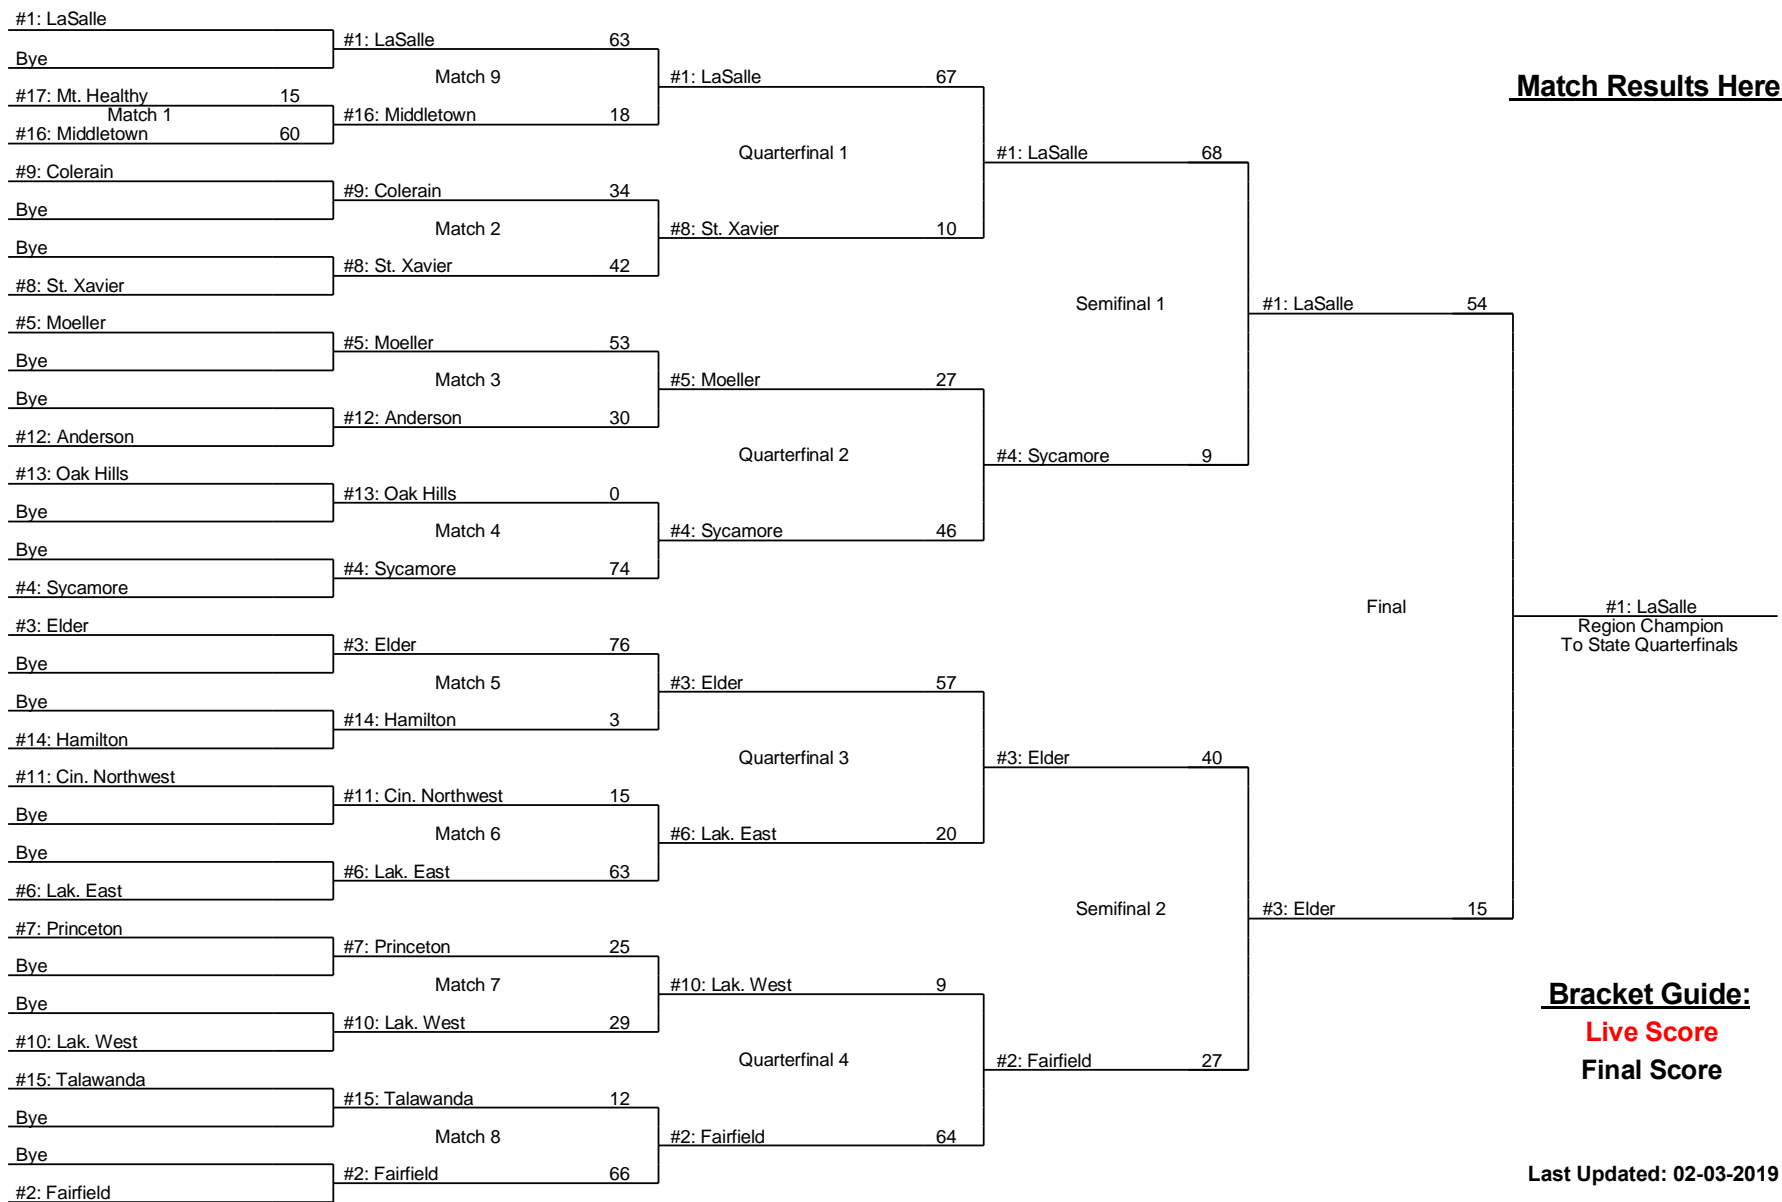 #1: LaSalle
Bye
#17: Mt. Healthy 15
Match 1
#16: Middletown 60
#9: Colerain
Bye
Bye
#8: St. Xavier
#5: Moeller
Bye
Bye
#12: Anderson
#13: Oak Hills
Bye
Bye
#4: Sycamore
#3: Elder
Bye
Bye
#14: Hamilton
#11: Cin. Northwest
Bye
Bye
#6: Lak. East
#7: Princeton
Bye
Bye
#10: Lak. West
#15: Talawanda
Bye
Bye
#2: Fairfield
#1: LaSalle 63
Match 9
#16: Middletown 18
#9: Colerain 34
Match 2
#8: St. Xavier 42
#5: Moeller 53
Match 3
#12: Anderson 30
#13: Oak Hills 0
Match 4
#4: Sycamore 74
#3: Elder 76
Match 5
#14: Hamilton 3
#11: Cin. Northwest 15
Match 6
#6: Lak. East 63
#7: Princeton 25
Match 7
#10: Lak. West 29
#15: Talawanda 12
Match 8
#2: Fairfield 66
#1: LaSalle 67
Quarterfinal 1
#8: St. Xavier 10
#5: Moeller 27
Quarterfinal 2
#4: Sycamore 46
#3: Elder 57
Quarterfinal 3
#6: Lak. East 20
#10: Lak. West 9
Quarterfinal 4
#2: Fairfield 64
#1: LaSalle 68
Semifinal 1
#4: Sycamore 9
#3: Elder 40
Semifinal 2
#2: Fairfield 27
#1: LaSalle 54
Final
#3: Elder 15
#1: LaSalle
Region Champion
To State Quarterfinals
Match Results Here
Bracket Guide:
Live Score
Final Score
Last Updated: 02-03-2019